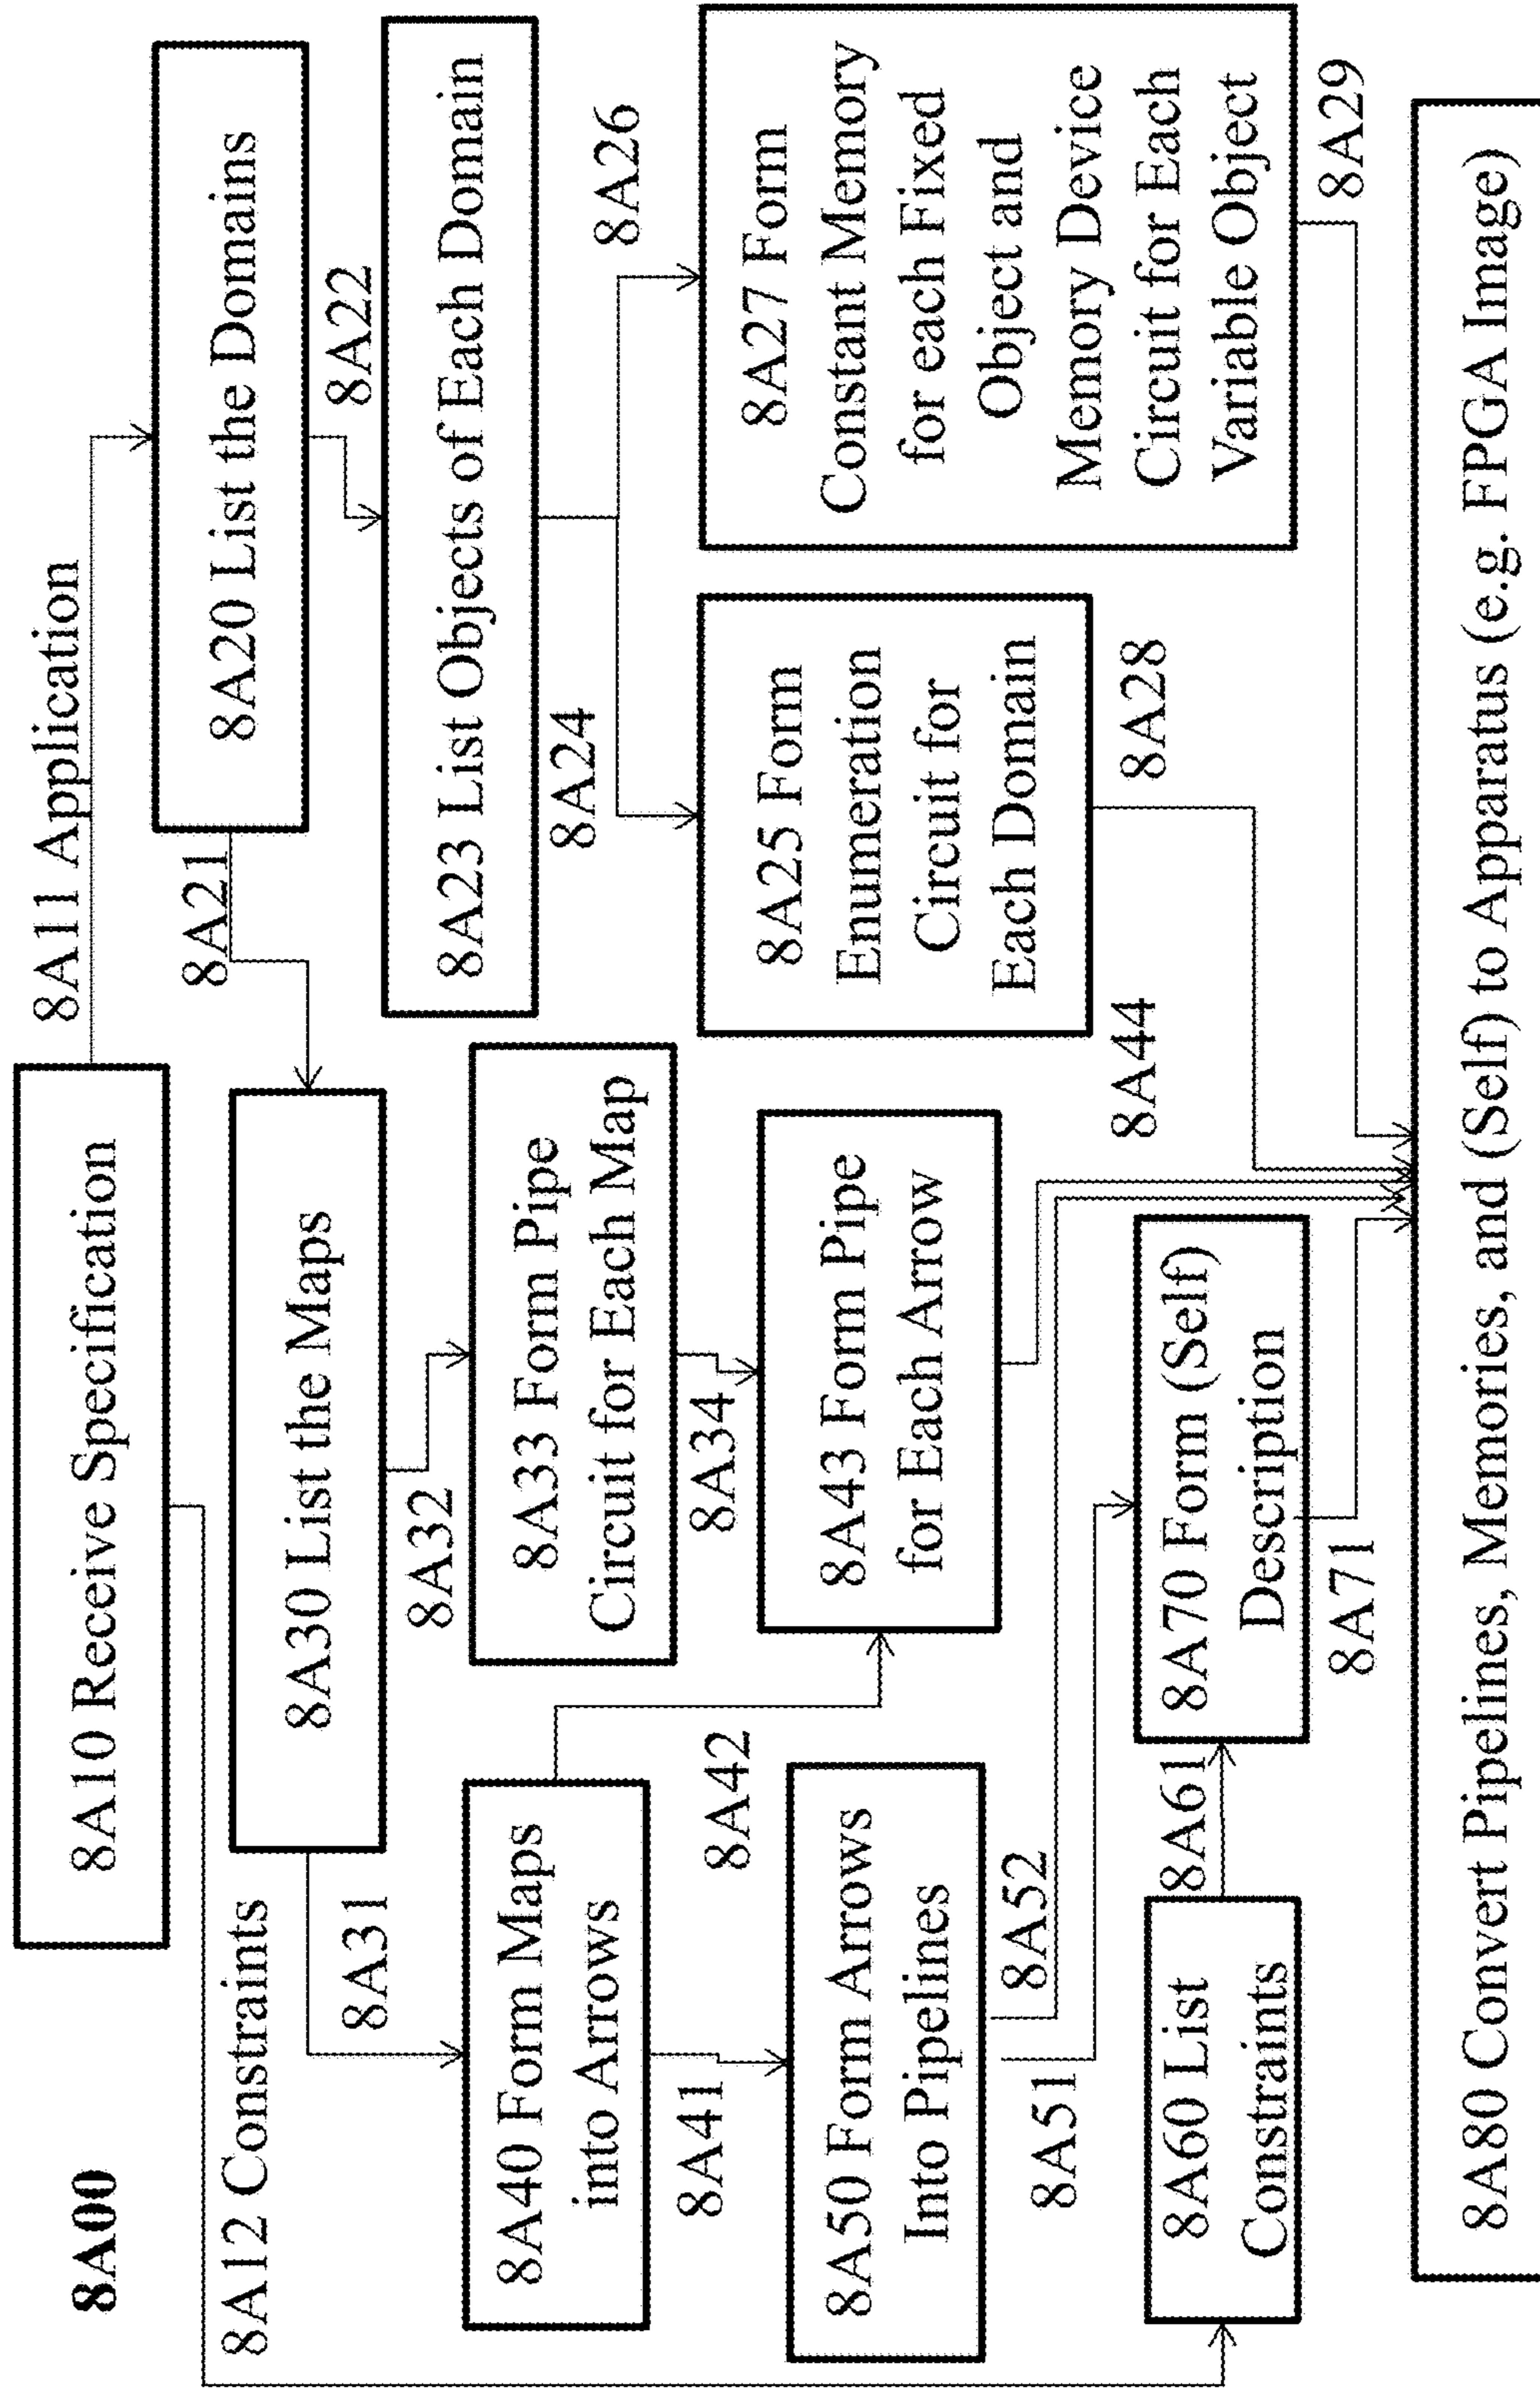 8A00
8A10 Receive Specification
8A11 Application
8A12 Constraints
8A20 List the Domains
8A21
8A22
8A30 List the Maps
8A23 List Objects of Each Domain
8A31
8A32
8A24
8A26
8A40 Form Maps
into Arrows
8A33 Form Pipe
Circuit for Each Map
8A41
8A42
8A34
8A25 Form
Enumeration
Circuit for
Each Domain
8A27 Form
Constant Memory
for each Fixed
Object and
Memory Device
Circuit for Each
Variable Object
8A50 Form Arrows
Into Pipelines
8A43 Form Pipe
for Each Arrow
8A51
8A52
8A44
8A28
8A29
8A60 List
Constraints
8A61
8A70 Form (Self)
Description
8A71
8A80 Convert Pipelines, Memories, and (Self) to Apparatus (e.g. FPGA Image)